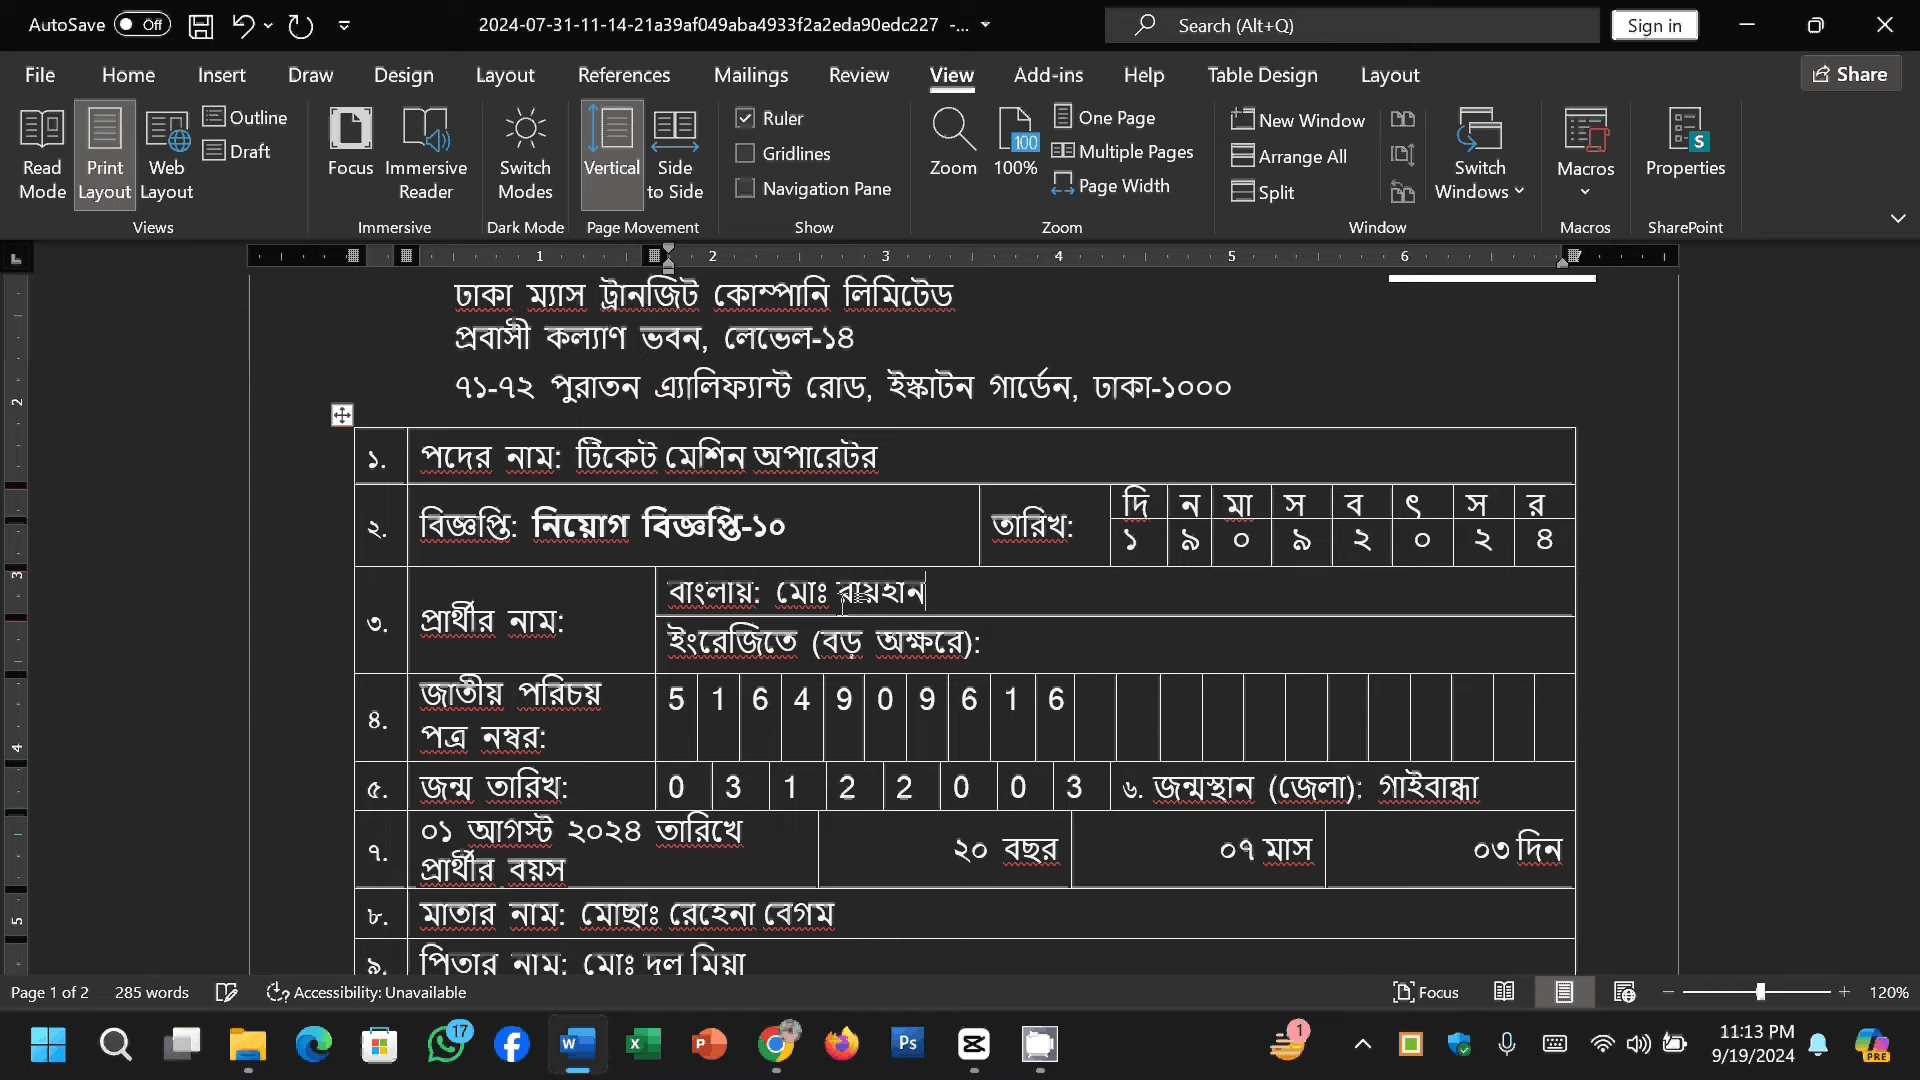 AutoSave Off 2024-07-31-11-14-21a39af049aba4933f2a2eda90edc227 -... Search (Alt+Q) Sign in
File Home Insert Draw Design Layout References Mailings Review View Add-ins Help Table Design Layout Share
Read Mode Print Layout Web Layout Outline Draft Focus Immersive Reader Switch Modes Vertical Side to Side Ruler Gridlines Navigation Pane Zoom 100% One Page Multiple Pages Page Width New Window Arrange All Split Switch Windows Macros Properties
Views Immersive Dark Mode Page Movement Show Zoom Window Macros SharePoint
1 2 3 4 5 6
ঢাকা ম্যাস ট্রানজিট কোম্পানি লিমিটেড
প্রবাসী কল্যাণ ভবন, লেভেল-১৪
৭১-৭২ পুরাতন এ্যালিফ্যান্ট রোড, ইস্কাটন গার্ডেন, ঢাকা-১০০০
১. পদের নাম: টিকেট মেশিন অপারেটর
২. বিজ্ঞপ্তি: নিয়োগ বিজ্ঞপ্তি-১০ তারিখ: দি ন মা স ব ৎ স র
১ ৯ ০ ৯ ২ ০ ২ ৪
৩. প্রার্থীর নাম: বাংলায়: মোঃ রায়হান
ইংরেজিতে (বড় অক্ষরে):
৪. জাতীয় পরিচয় পত্র নম্বর: 5 1 6 4 9 0 9 6 1 6
৫. জন্ম তারিখ: 0 3 1 2 2 0 0 3 ৬. জন্মস্থান (জেলা): গাইবান্ধা
৭. ০১ আগস্ট ২০২৪ তারিখে প্রার্থীর বয়স ২০ বছর ০৭ মাস ০৩ দিন
৮. মাতার নাম: মোছাঃ রেহেনা বেগম
৯. পিতার নাম: মোঃ দুলু মিয়া
Page 1 of 2 285 words Accessibility: Unavailable Focus 120%
17 1 11:13 PM
9/19/2024